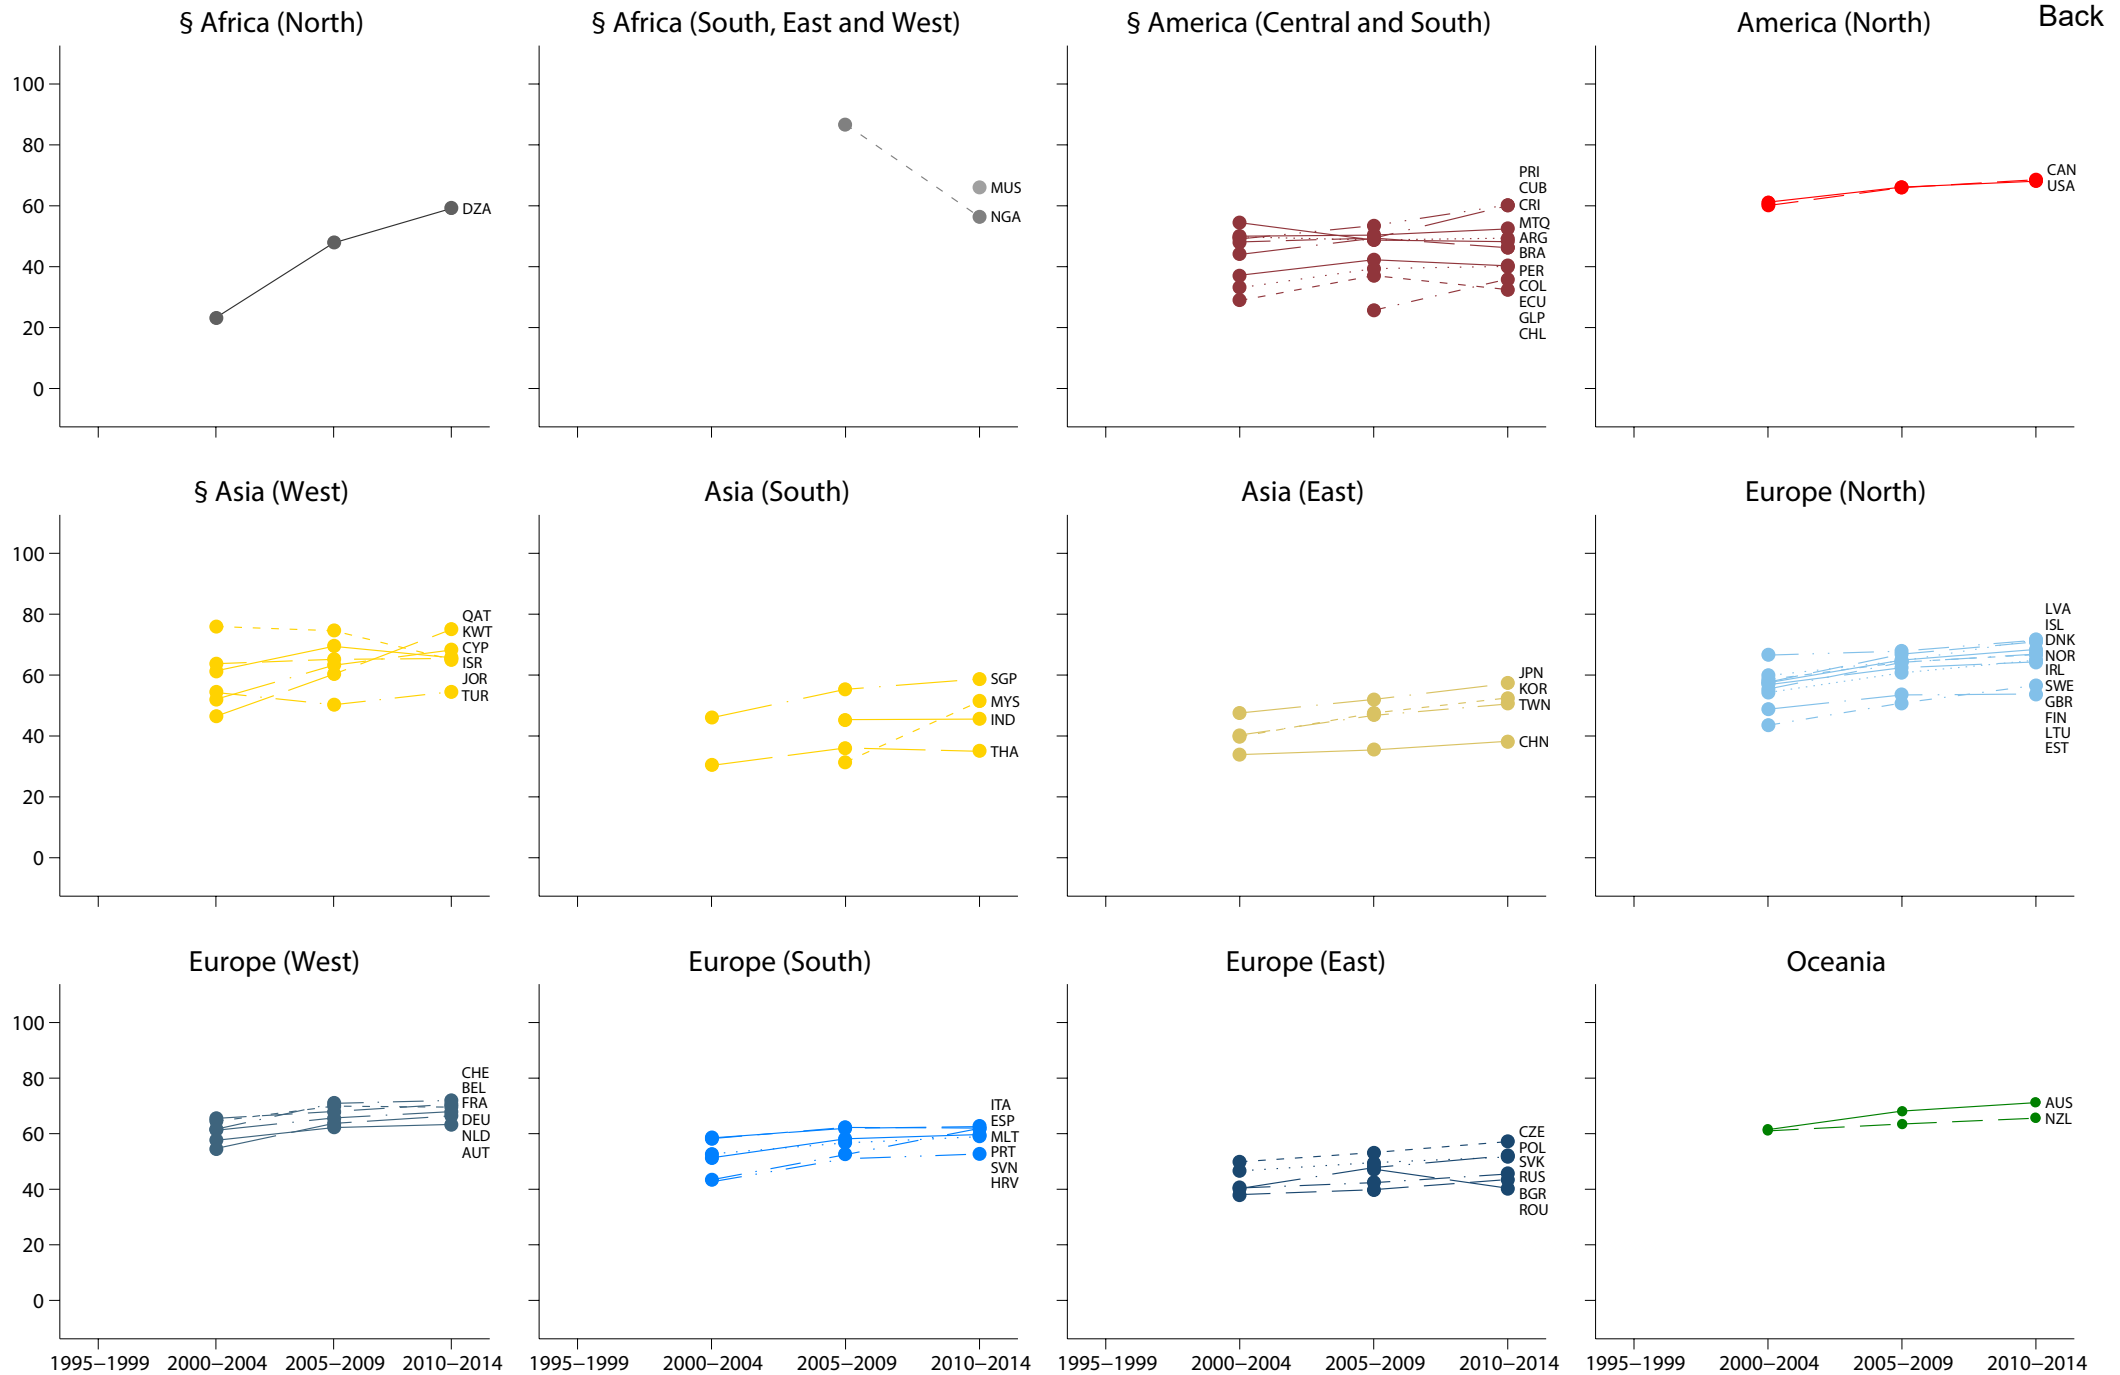 Back
§ Africa (North)
§ Africa (South, East and West)
§ America (Central and South)
America (North)
100
80
60
40
20
0
DZA
MUS
NGA
PRI
CUB
CRI
MTQ
ARG
BRA
PER
COL
ECU
GLP
CHL
CAN
USA
§ Asia (West)
Asia (South)
Asia (East)
Europe (North)
100
80
60
40
20
0
QAT
KWT
CYP
ISR
JOR
TUR
SGP
MYS
IND
THA
JPN
KOR
TWN
CHN
LVA
ISL
DNK
NOR
IRL
SWE
GBR
FIN
LTU
EST
Europe (West)
Europe (South)
Europe (East)
Oceania
100
80
60
40
20
0
CHE
BEL
FRA
DEU
NLD
AUT
ITA
ESP
MLT
PRT
SVN
HRV
CZE
POL
SVK
RUS
BGR
ROU
AUS
NZL
1995–1999 2000–2004 2005–2009 2010–2014
1995–1999 2000–2004 2005–2009 2010–2014
1995–1999 2000–2004 2005–2009 2010–2014
1995–1999 2000–2004 2005–2009 2010–2014